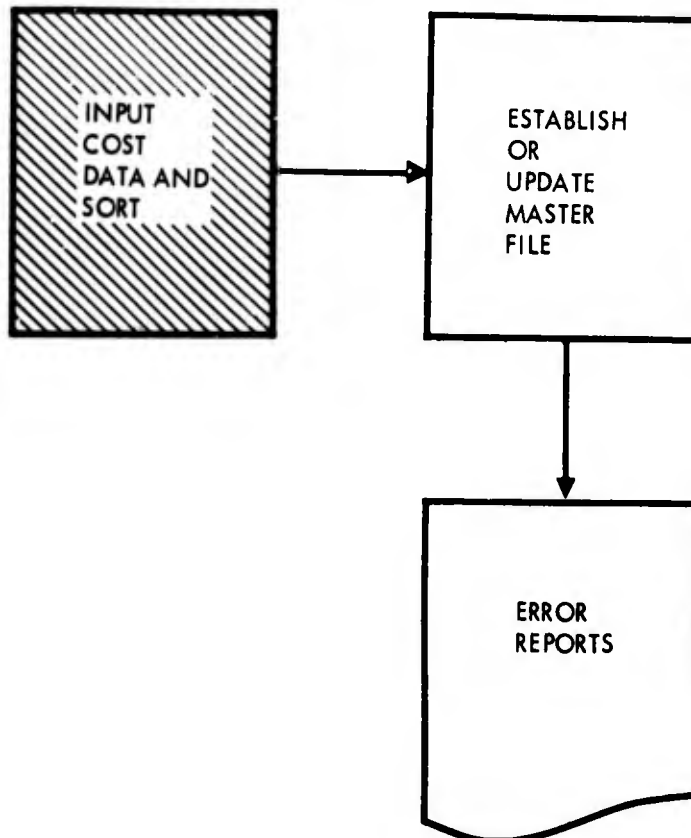 INPUT
COST
DATA AND
SORT
ESTABLISH
OR
UPDATE
MASTER
FILE
ERROR
REPORTS